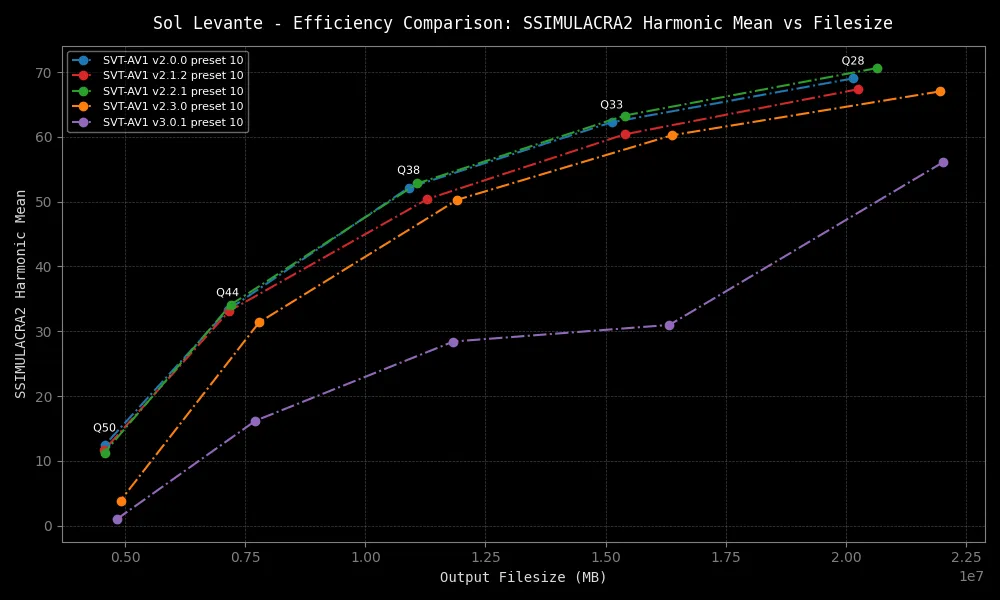 Sol Levante - Efficiency Comparison: SSIMULACRA2 Harmonic Mean vs Filesize
SVT-AV1 v2.0.0 preset 10
SVT-AV1 v2.1.2 preset 10
SVT-AV1 v2.2.1 preset 10
SVT-AV1 v2.3.0 preset 10
SVT-AV1 v3.0.1 preset 10
Q28
Q33
Q38
Q44
Q50
SSIMULACRA2 Harmonic Mean
70
60
50
40
30
20
10
0
0.50 0.75 1.00 1.25 1.50 1.75 2.00 2.25
1e7
Output Filesize (MB)